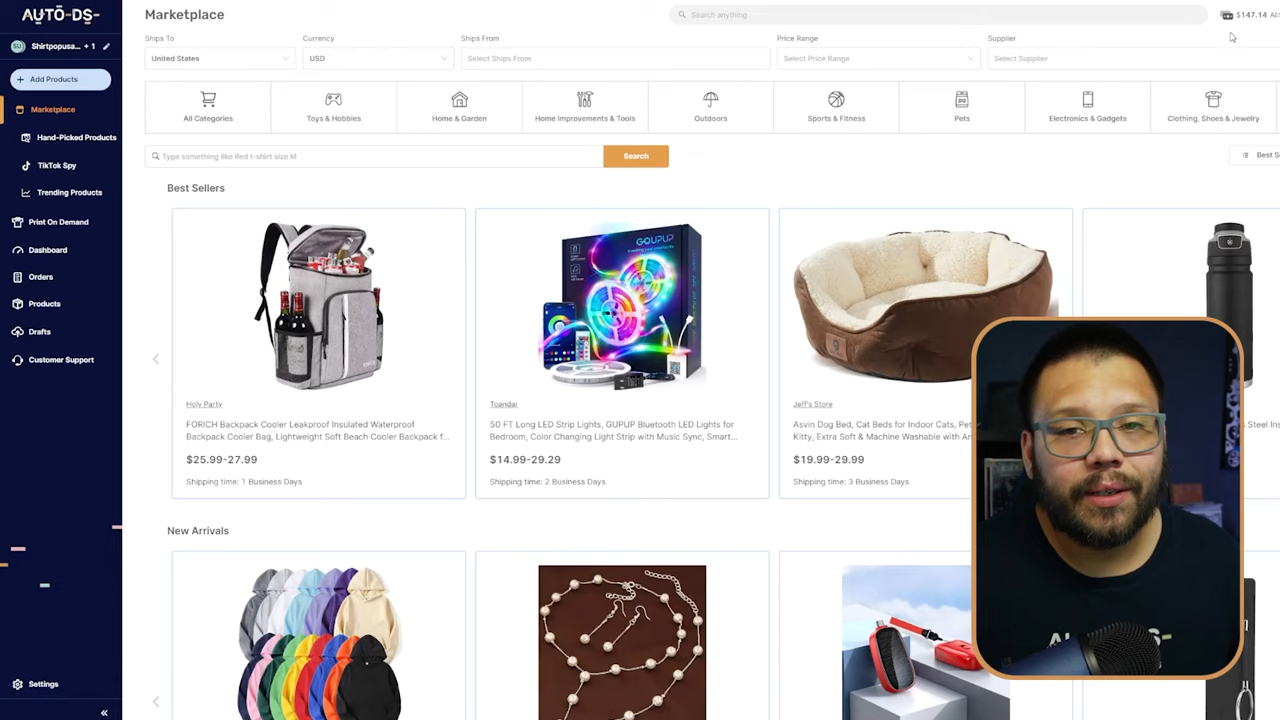 AUTO-DS-
Marketplace
Search anything
$147.14
Shirtpopusa... + 1
Add Products
Marketplace
Hand-Picked Products
TikTok Spy
Trending Products
Print On Demand
Dashboard
Orders
Products
Drafts
Customer Support
Settings
Ships To
Currency
Ships From
Price Range
Supplier
United States
USD
Select Ships From
Select Price Range
Select Supplier
All Categories
Toys & Hobbies
Home & Garden
Home Improvements & Tools
Outdoors
Sports & Fitness
Pets
Electronics & Gadgets
Clothing, Shoes & Jewelry
Type something like Red t-shirt size M
Search
Best S
Best Sellers
GQUPUP
Holy Party
FORICH Backpack Cooler Leakproof Insulated Waterproof
Backpack Cooler Bag, Lightweight Soft Beach Cooler Backpack f...
$25.99-27.99
Shipping time: 1 Business Days
Toandar
50 FT Long LED Strip Lights, GUPUP Bluetooth LED Lights for
Bedroom, Color Changing Light Strip with Music Sync, Smart...
$14.99-29.29
Shipping time: 2 Business Days
Jeff's Store
Asvin Dog Bed, Cat Beds for Indoor Cats,
Kitty, Extra Soft & Machine Washable with
$19.99-29.99
Shipping time: 3 Business Days
Steel Ins
New Arrivals
AUTO-DS-